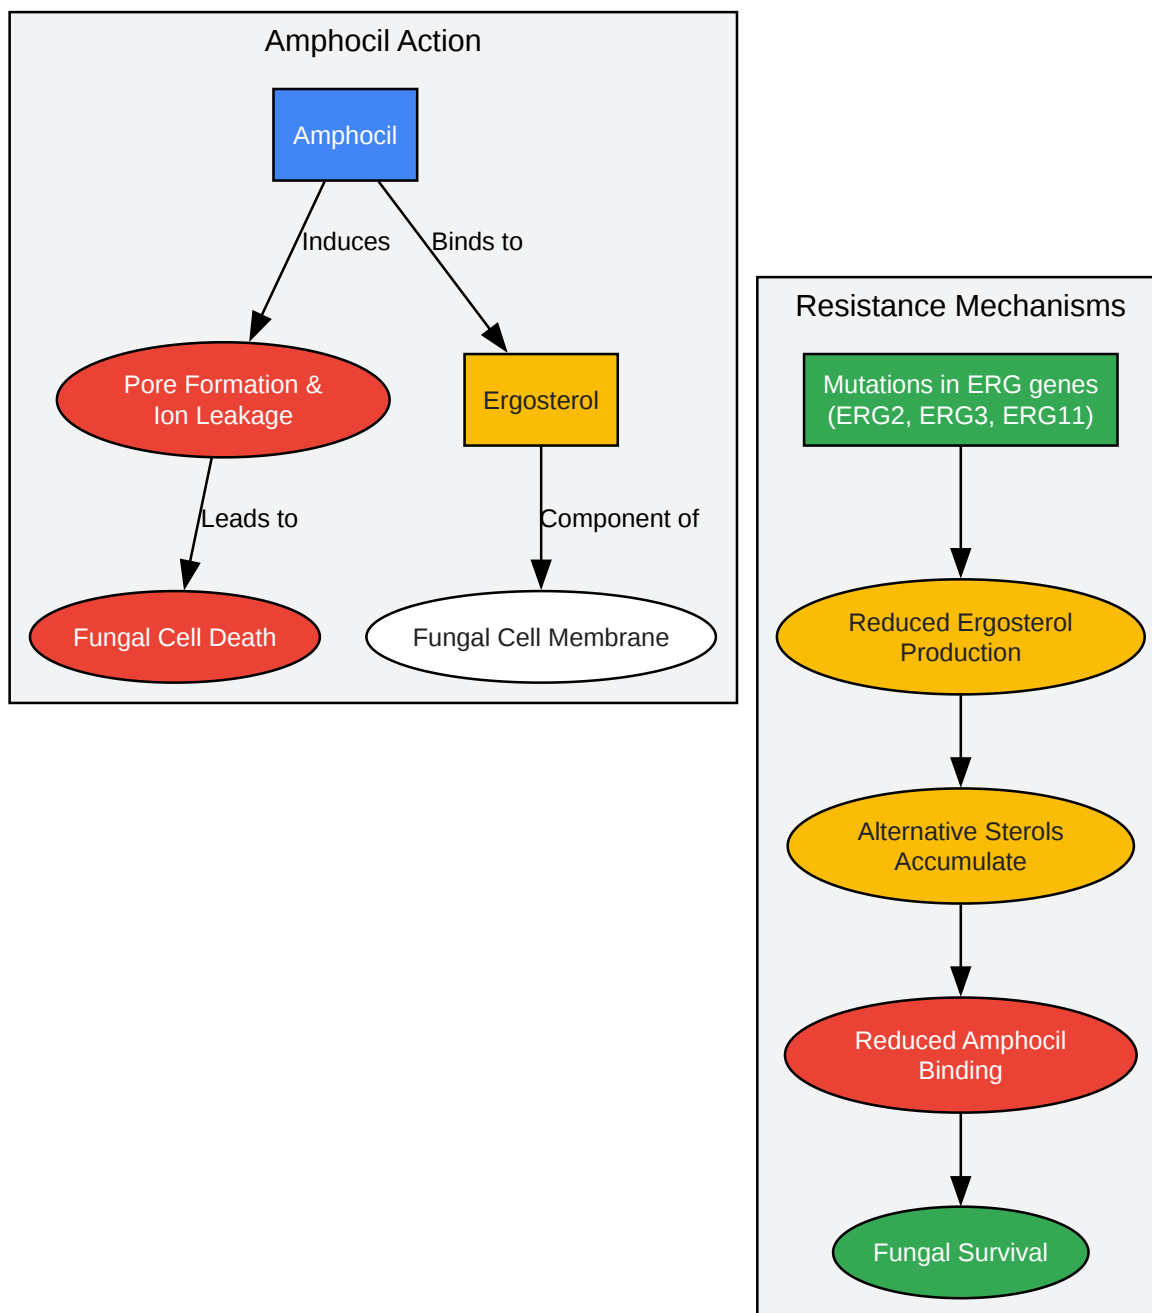 Amphocil Action
Amphocil
Induces
Binds to
Pore Formation &
Ion Leakage
Ergosterol
Leads to
Component of
Fungal Cell Death
Fungal Cell Membrane
Resistance Mechanisms
Mutations in ERG genes
(ERG2, ERG3, ERG11)
Reduced Ergosterol
Production
Alternative Sterols
Accumulate
Reduced Amphocil
Binding
Fungal Survival